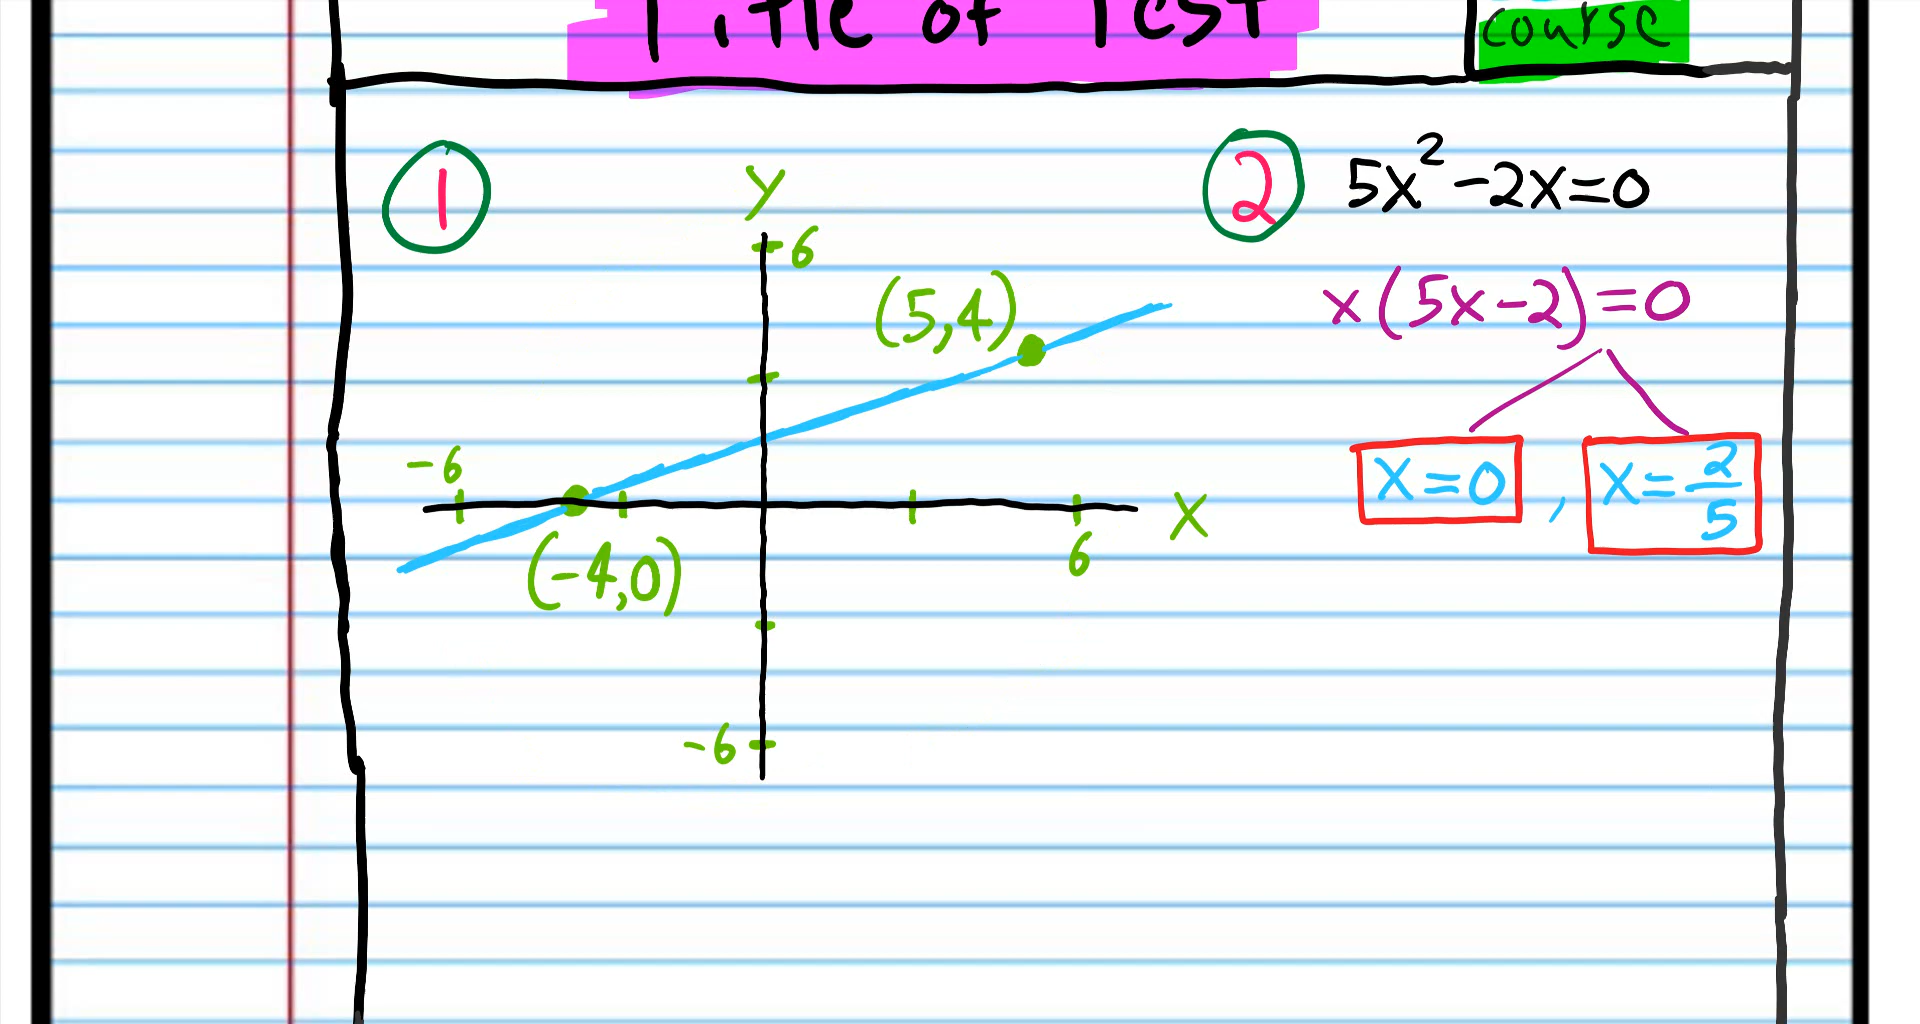 Title of Test
course
1
y
6
(5,4)
-6
x
6
(-4,0)
-6
2
5x²-2x=0
x(5x-2)=0
x=0, x=2/5